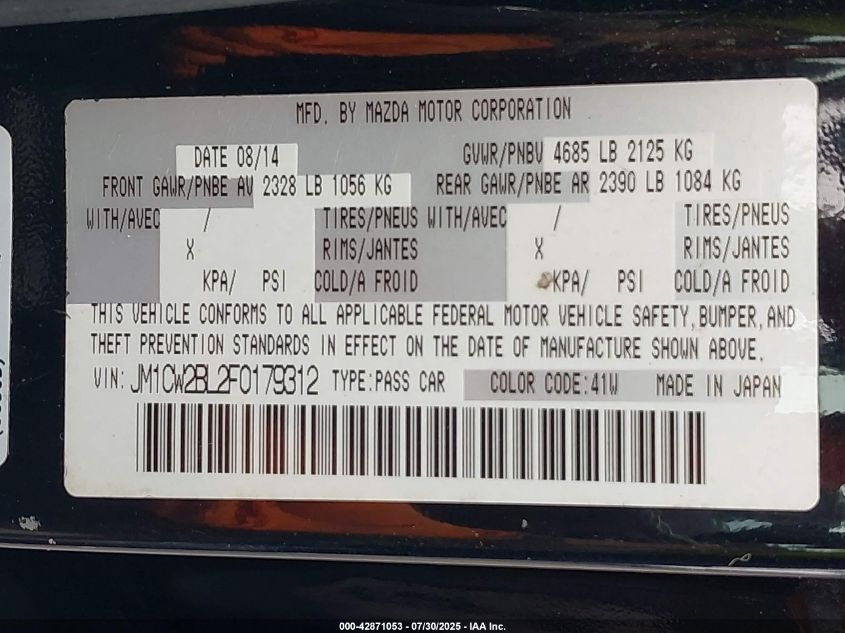 MFD. BY MAZDA MOTOR CORPORATION
DATE 08/14 GVWR/PNBV 4685 LB 2125 KG
FRONT GAWR/PNBE AV 2328 LB 1056 KG REAR GAWR/PNBE AR 2390 LB 1084 KG
WITH/AVEC / TIRES/PNEUS WITH/AVEC / TIRES/PNEUS
X RIMS/JANTES X RIMS/JANTES
KPA/ PSI COLD/A FROID KPA/ PSI COLD/A FROID
THIS VEHICLE CONFORMS TO ALL APPLICABLE FEDERAL MOTOR VEHICLE SAFETY,BUMPER,AND
THEFT PREVENTION STANDARDS IN EFFECT ON THE DATE OF MANUFACTURE SHOWN ABOVE.
VIN: JM1CW2BL2F0179312 TYPE:PASS CAR COLOR CODE:41W MADE IN JAPAN
000-42871053 - 07/30/2025 - IAA Inc.